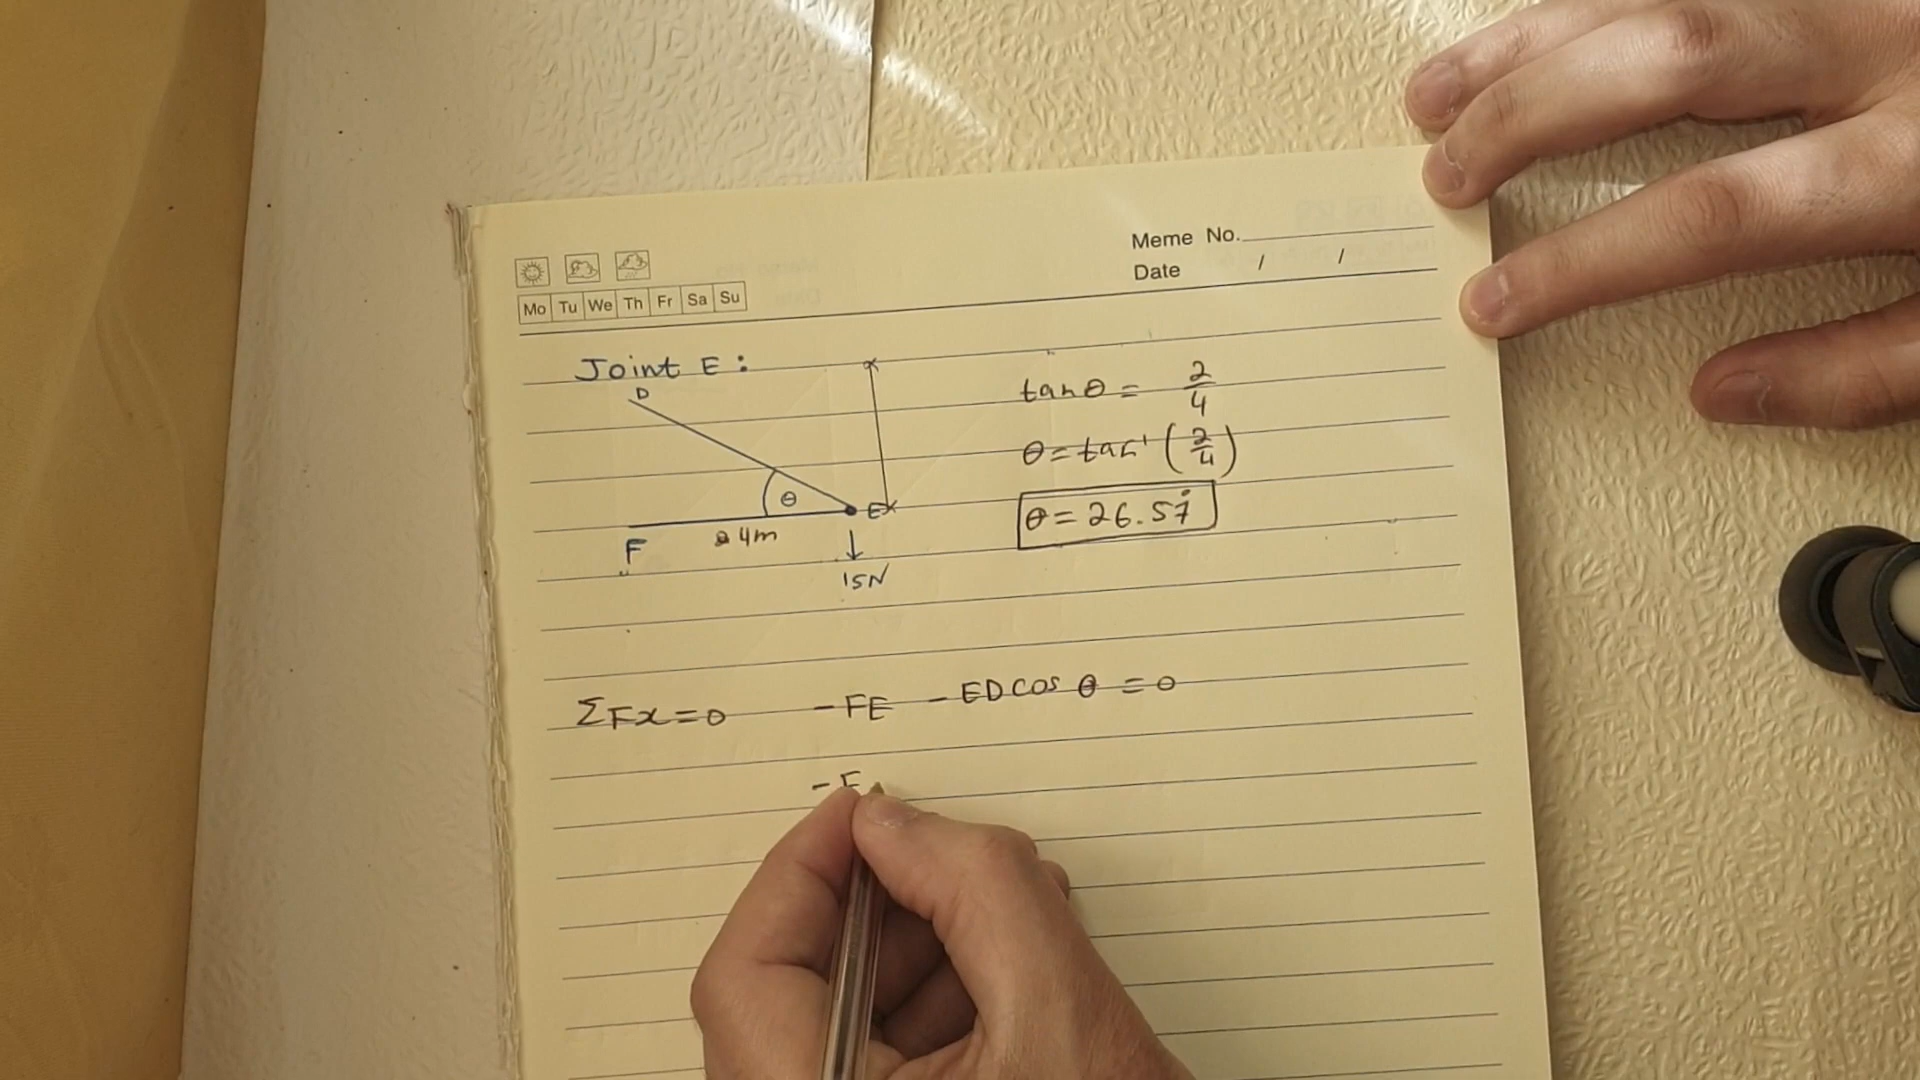 Meme No.
Date / /
Mo Tu We Th Fr Sa Su
Joint E:
D
θ
E
F
4m
15N
tanθ = 2/4
θ = tan⁻¹ (2/4)
θ = 26.57°
ΣFx = 0 - FE - EDcos θ = 0
- F